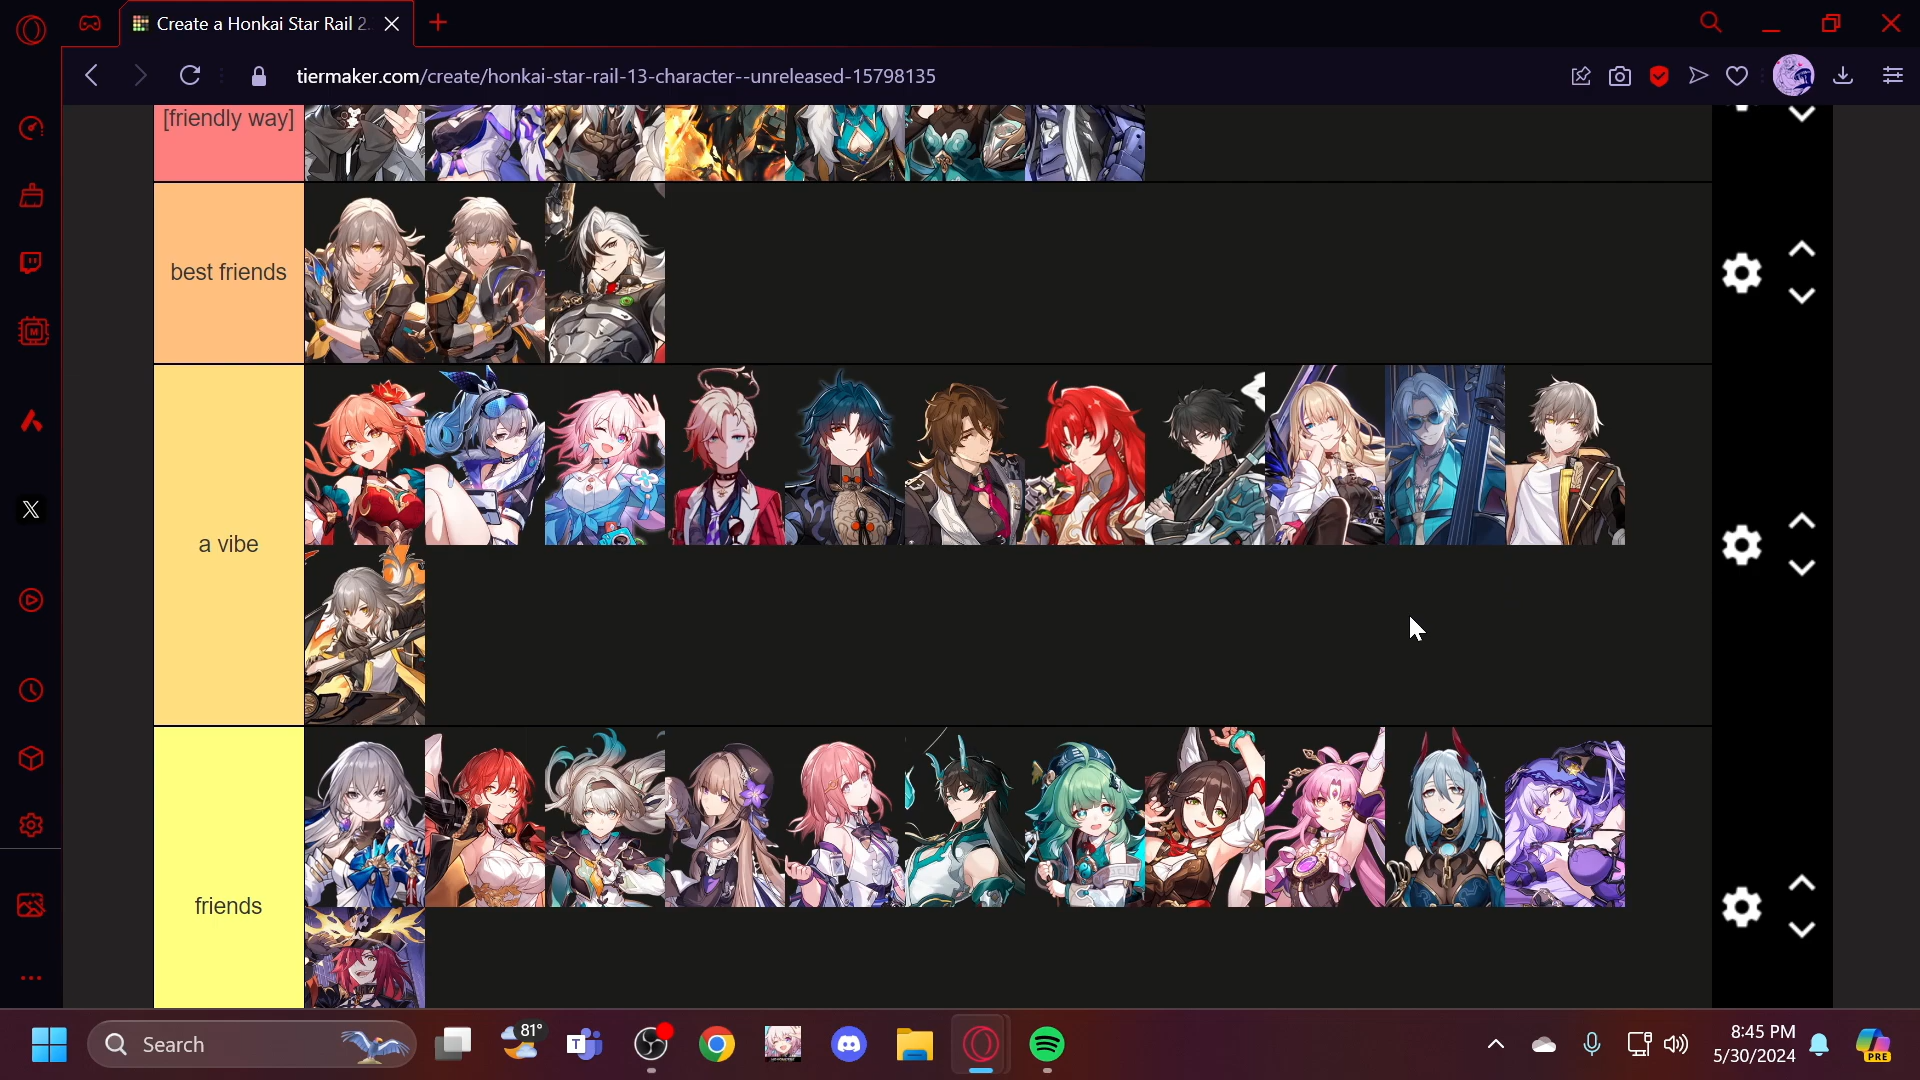 Create a Honkai Star Rail 2.
tiermaker.com/create/honkai-star-rail-13-character--unreleased-15798135
[friendly way]
best friends
a vibe
friends
Search
81°
8:45 PM
5/30/2024
PRE